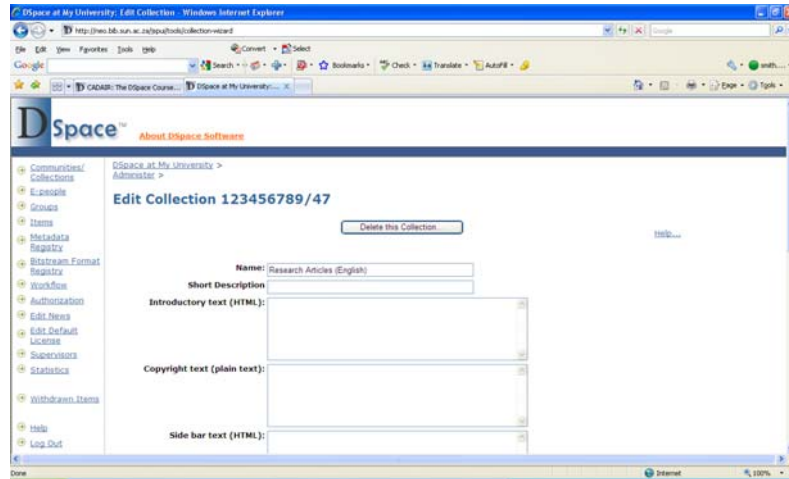 DSpace at My University: Edit Collection - Windows Internet Explorer
http://neo.bib.sun.ac.za/jspui/tools/collection-wizard
Google
File Edit View Favorites Tools Help
Convert Select
Google Search Bookmarks Check Translate AutoFill smith...
CADAIR: The DSpace Course... DSpace at My University:... Page Tools
DSpace™ About DSpace Software
Communities/
Collections
E-people
Groups
Items
Metadata
Registry
Bitstream Format
Registry
Workflow
Authorization
Edit News
Edit Default
License
Supervisors
Statistics
Withdrawn Items
Help
Log Out
DSpace at My University >
Administer >
Edit Collection 123456789/47
Delete this Collection...
Help...
Name: Research Articles (English)
Short Description
Introductory text (HTML):
Copyright text (plain text):
Side bar text (HTML):
Done Internet 100%